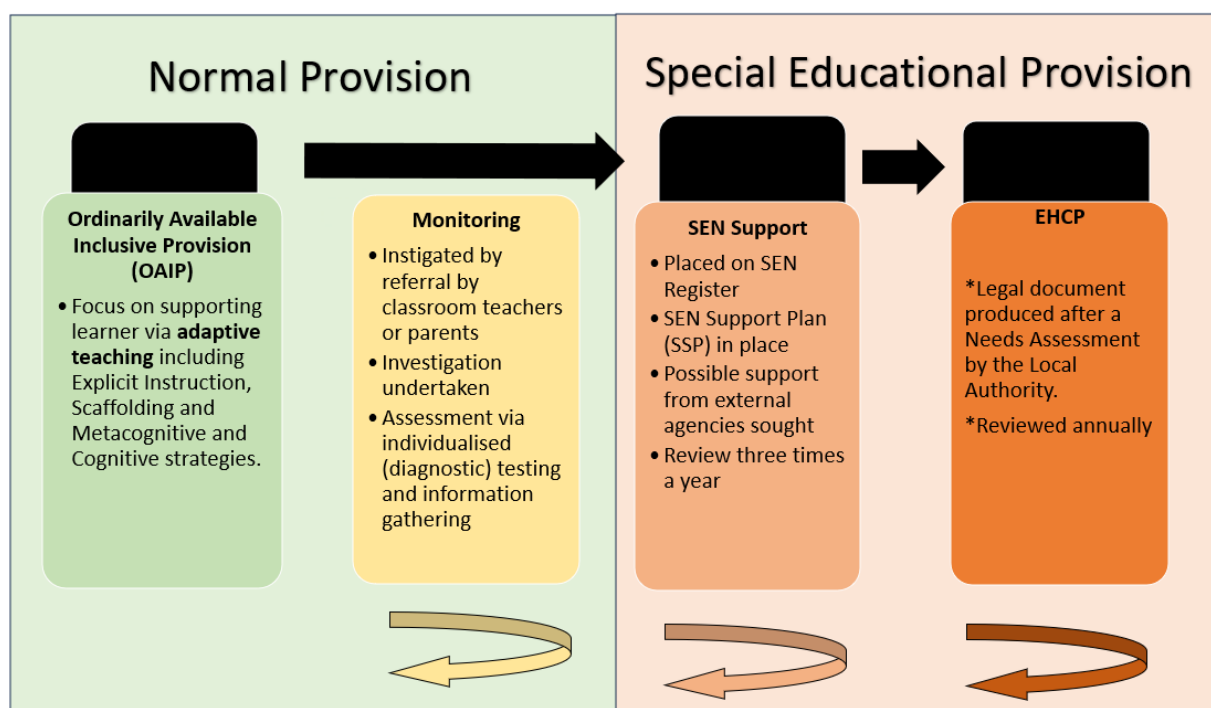 Normal Provision
Special Educational Provision
Ordinarily Available
Inclusive Provision
(OAIP)
• Focus on supporting
learner via adaptive
teaching including
Explicit Instruction,
Scaffolding and
Metacognitive and
Cognitive strategies.
Monitoring
• Instigated by
referral by
classroom teachers
or parents
• Investigation
undertaken
• Assessment via
individualised
(diagnostic) testing
and information
gathering
SEN Support
• Placed on SEN
Register
• SEN Support Plan
(SSP) in place
• Possible support
from external
agencies sought
• Review three times
a year
EHCP
*Legal document
produced after a
Needs Assessment
by the Local
Authority.
*Reviewed annually